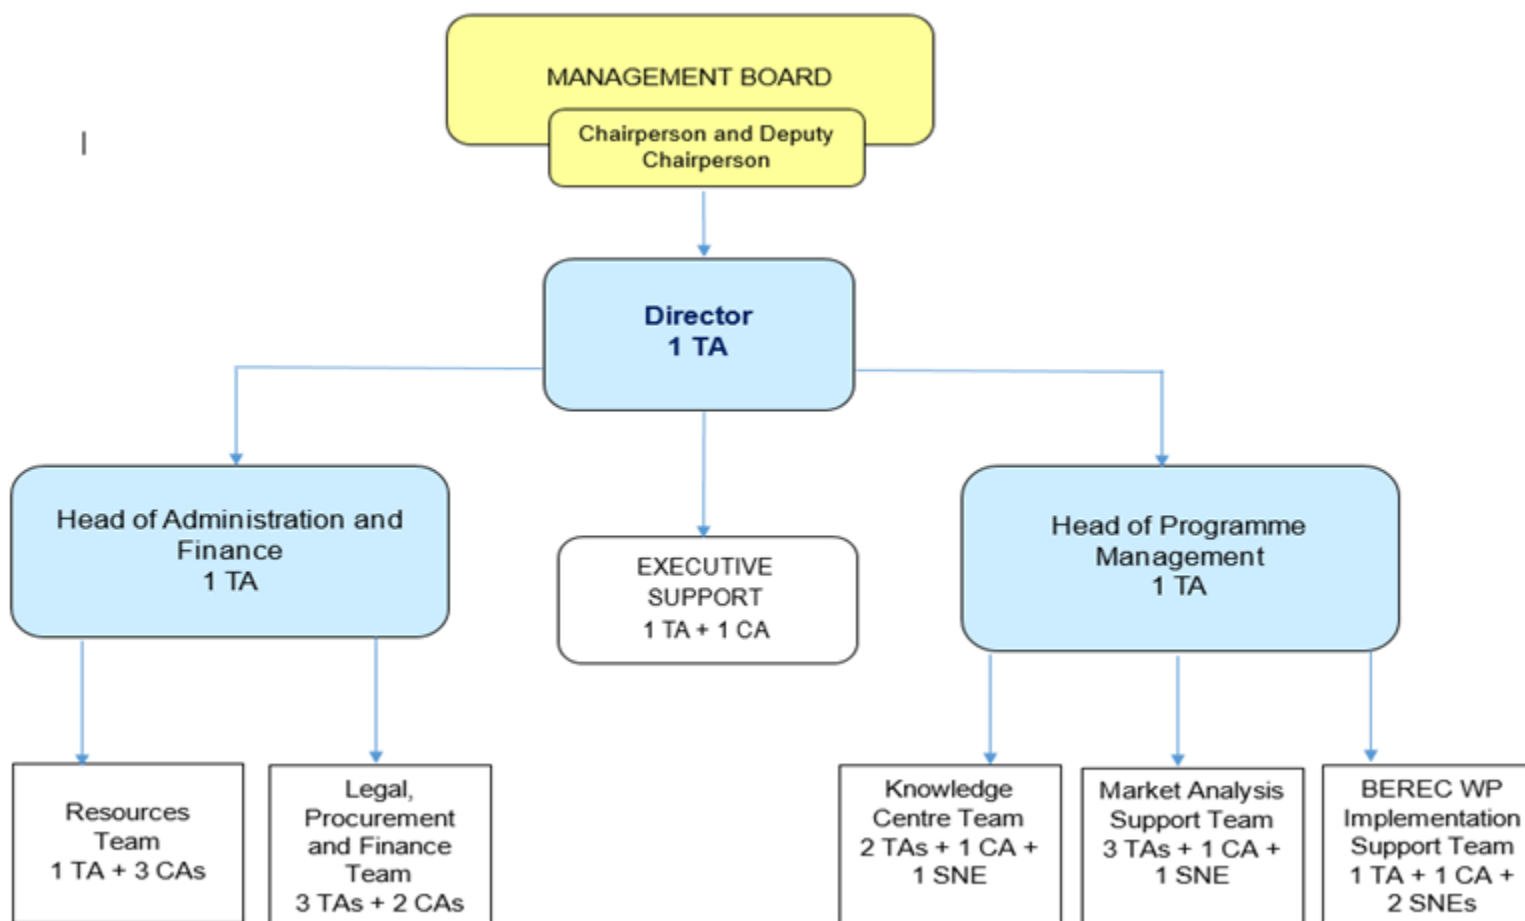 MANAGEMENT BOARD
Chairperson and Deputy
Chairperson
Director
1 TA
Head of Administration and
Finance
1 TA
EXECUTIVE
SUPPORT
1 TA + 1 CA
Head of Programme
Management
1 TA
Resources
Team
1 TA + 3 CAs
Legal,
Procurement
and Finance
Team
3 TAs + 2 CAs
Knowledge
Centre Team
2 TAs + 1 CA +
1 SNE
Market Analysis
Support Team
3 TAs + 1 CA +
1 SNE
BEREC WP
Implementation
Support Team
1 TA + 1 CA +
2 SNEs